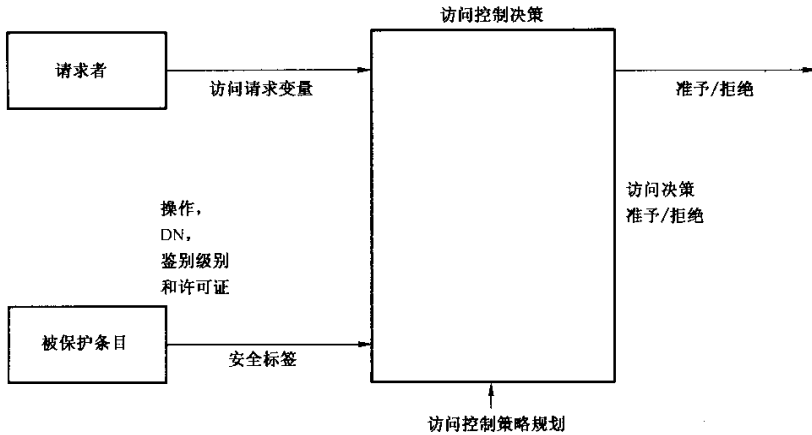 访问控制决策
请求者
访问请求变量
准予/拒绝
操作，
DN，
鉴别级别
和许可证
访问决策
准予/拒绝
被保护条目
安全标签
访问控制策略规划